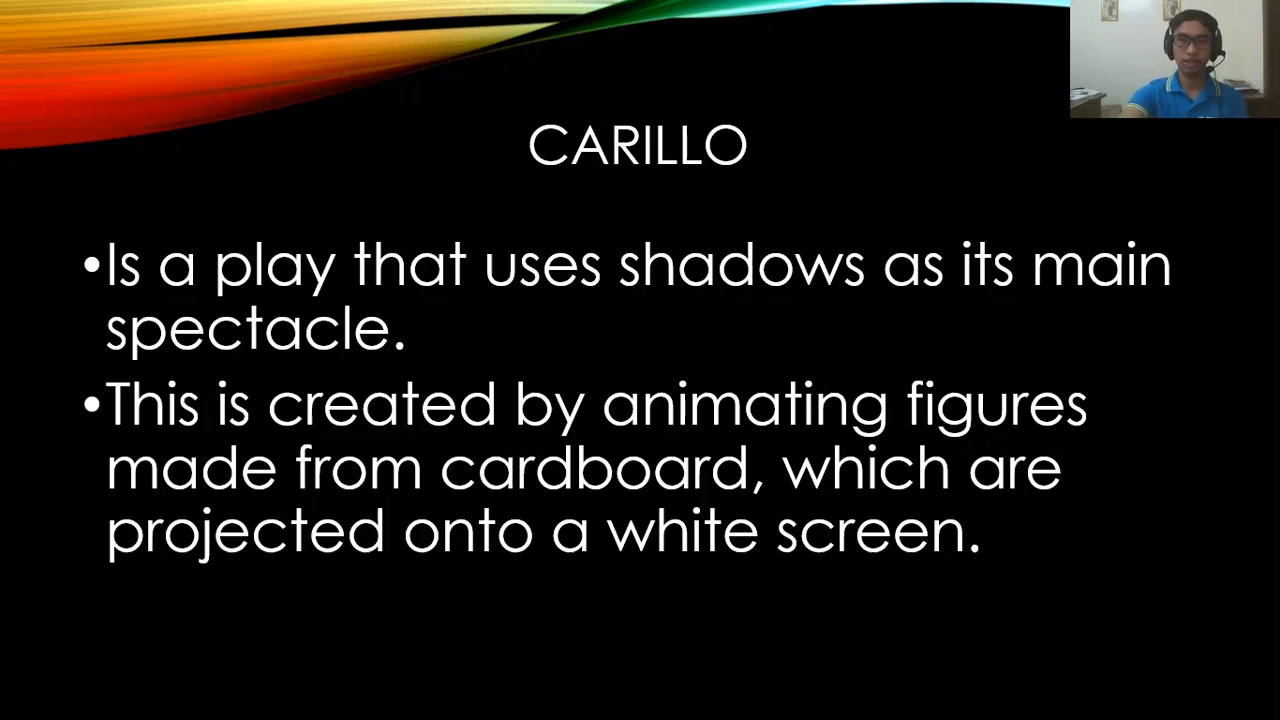 CARILLO
•Is a play that uses shadows as its main
spectacle.
•This is created by animating figures
made from cardboard, which are
projected onto a white screen.